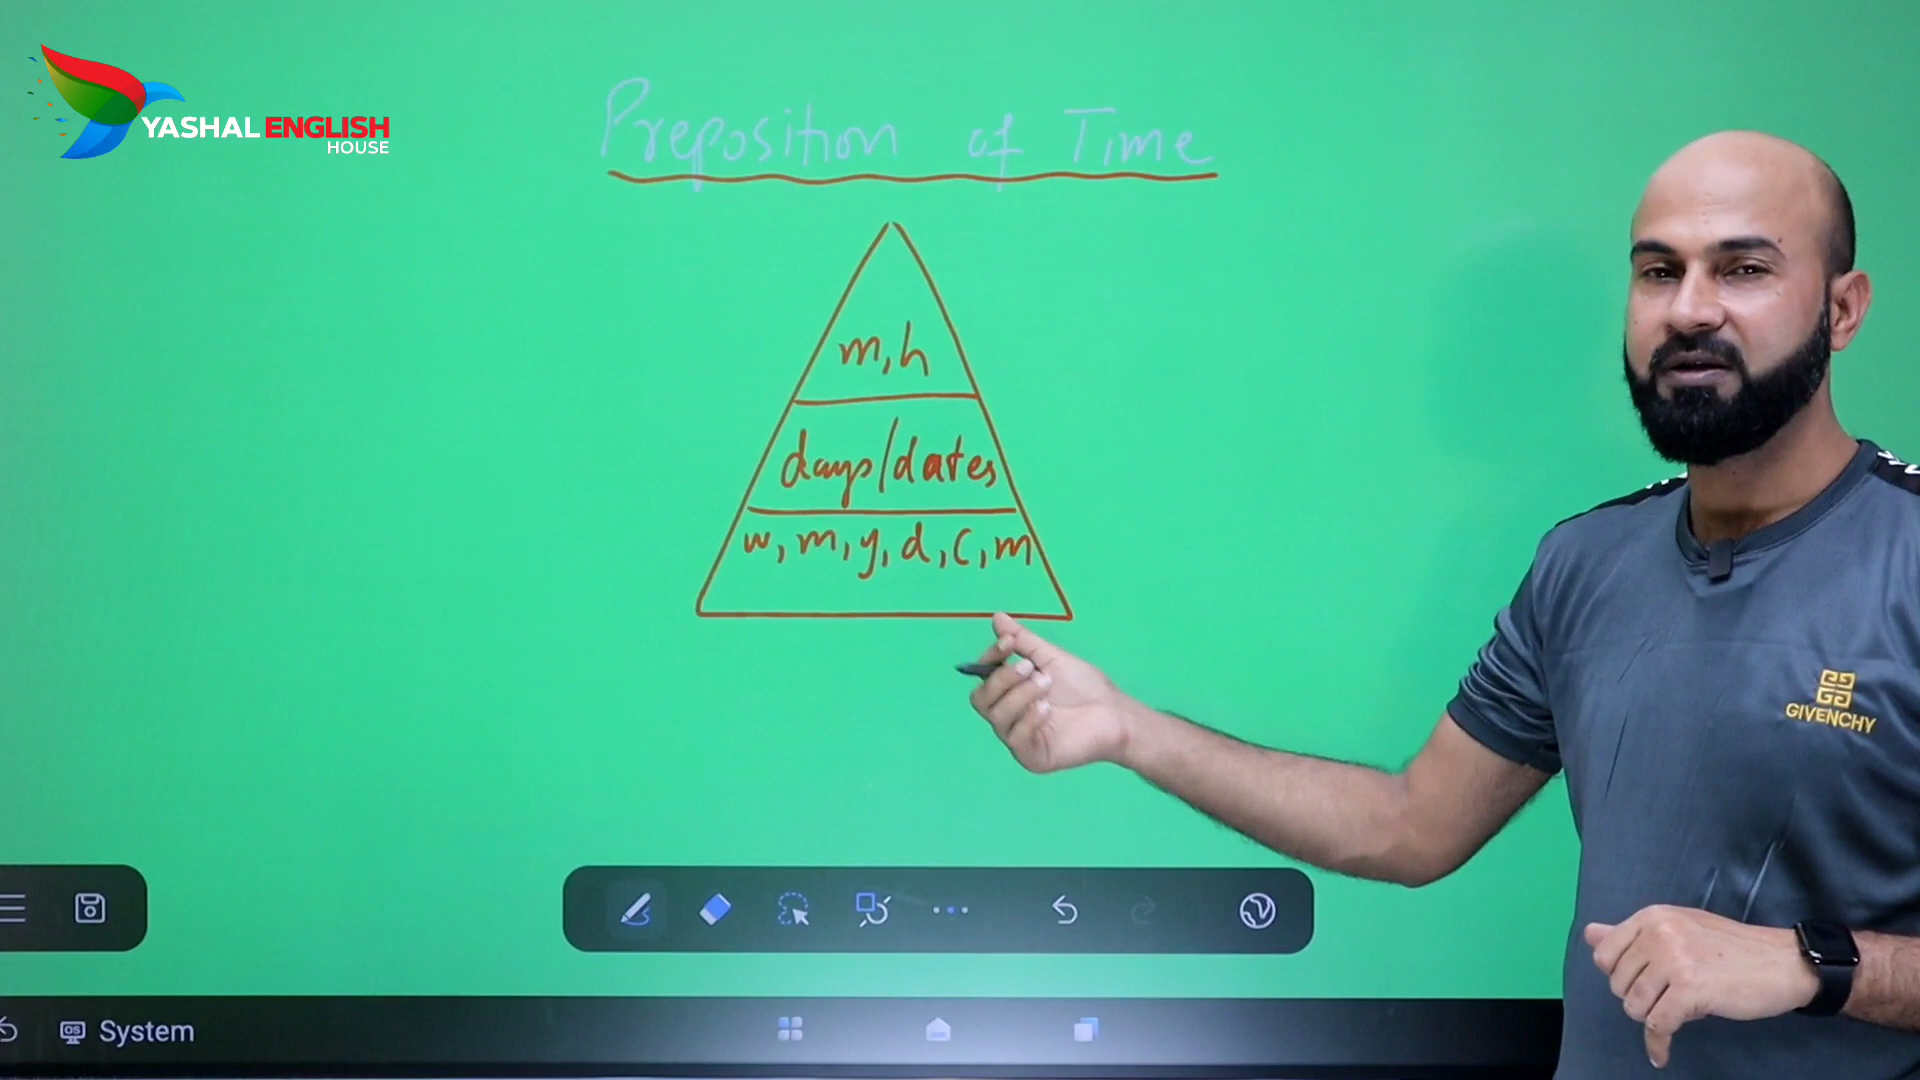 YASHAL ENGLISH
HOUSE
Preposition of Time
m, h
days/dates
w, m, y, d, c, m
GIVENCHY
System